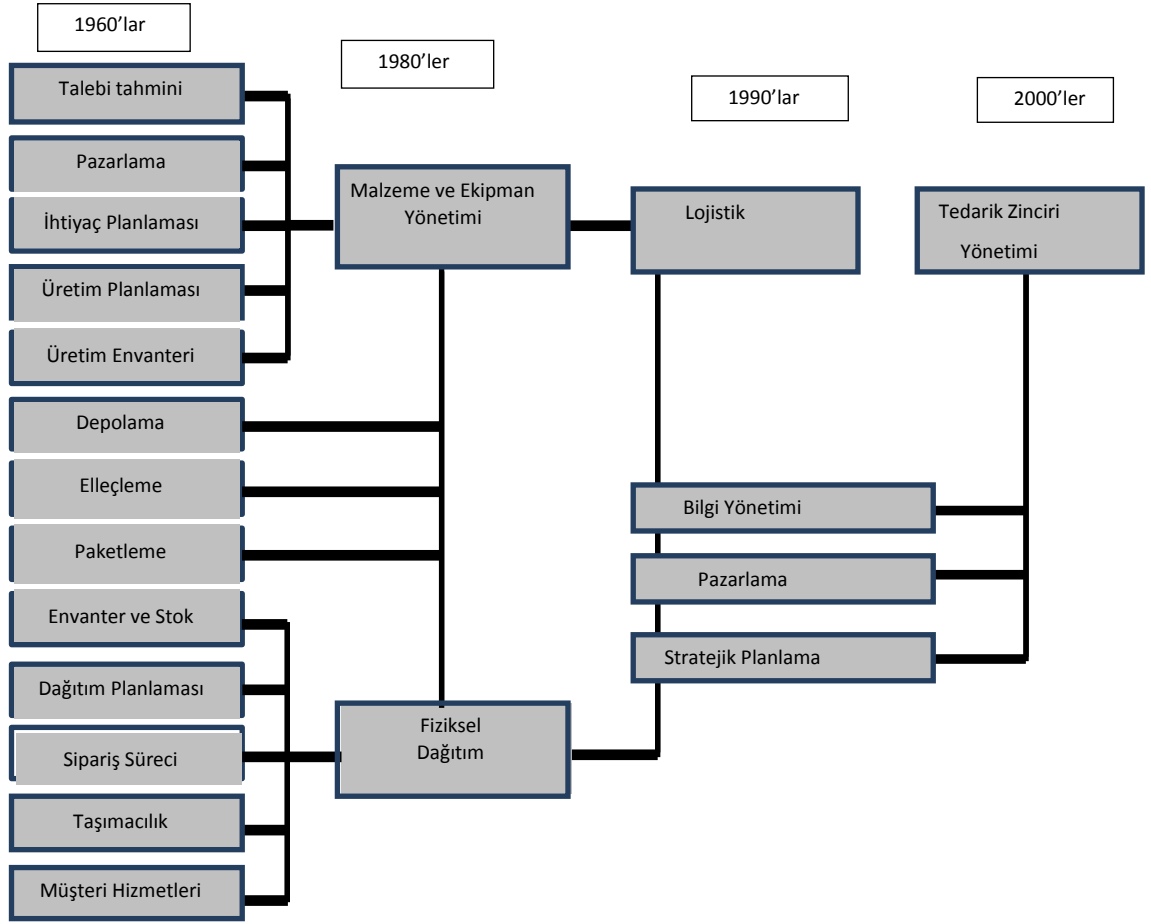 1960’lar
1980’ler
1990’lar
2000’ler
Talebi tahmini
Pazarlama
İhtiyaç Planlaması
Üretim Planlaması
Üretim Envanteri
Depolama
Elleçleme
Paketleme
Envanter ve Stok
Dağıtım Planlaması
Sipariş Süreci
Taşımacılık
Müşteri Hizmetleri
Malzeme ve Ekipman
Yönetimi
Fiziksel
Dağıtım
Lojistik
Bilgi Yönetimi
Pazarlama
Stratejik Planlama
Tedarik Zinciri
Yönetimi